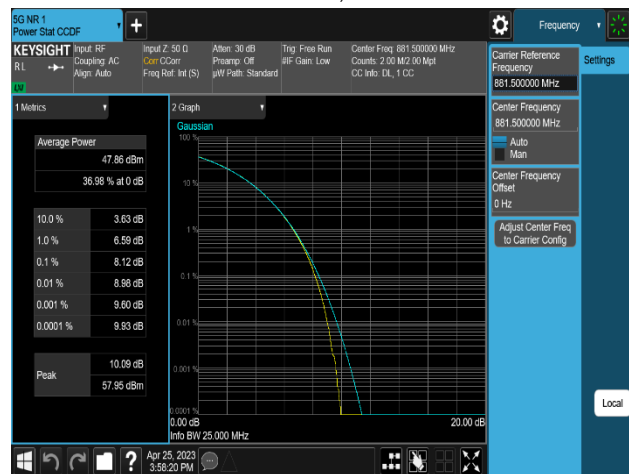 5G NR 1
Power Stat CCDF
Frequency
KEYSIGHT
RL
LM
Input: RF
Coupling: AC
Align: Auto
Input Z: 50 Ω
Corr CCorr
Freq Ref: Int (S)
Atten: 30 dB
Preamp: Off
µW Path: Standard
Trig: Free Run
#IF Gain: Low
Center Freq: 881.500000 MHz
Counts: 2.00 M/2.00 Mpt
CC Info: DL, 1 CC
Carrier Reference
Frequency
881.500000 MHz
Settings
Center Frequency
881.500000 MHz
Auto
Man
Center Frequency
Offset
0 Hz
Adjust Center Freq
to Carrier Config
Local
1 Metrics
Average Power
47.86 dBm
36.98 % at 0 dB
10.0 % 3.63 dB
1.0 % 6.59 dB
0.1 % 8.12 dB
0.01 % 8.98 dB
0.001 % 9.60 dB
0.0001 % 9.93 dB
Peak
10.09 dB
57.95 dBm
2 Graph
Gaussian
100 %
10 %
1 %
0.1 %
0.01 %
0.001 %
0.0001 %
0.00 dB 20.00 dB
Info BW 25.000 MHz
?
Apr 25, 2023
3:58:20 PM